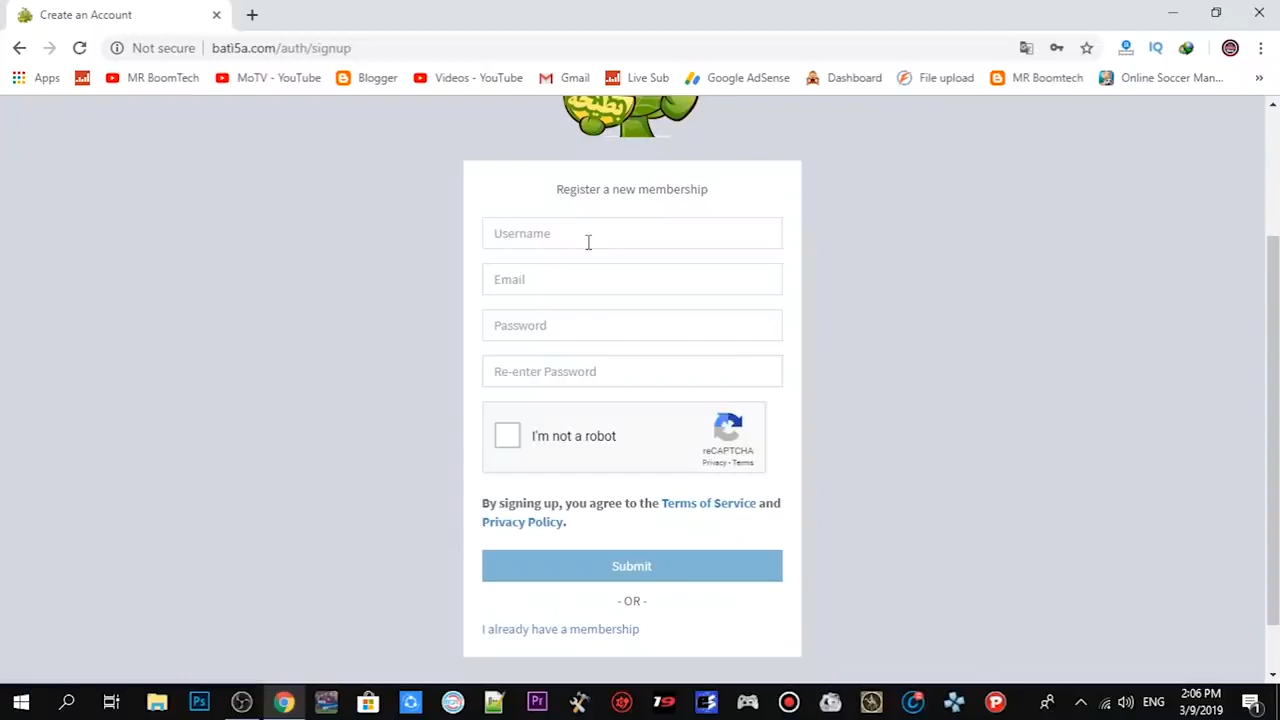 Create an Account
Not secure
bati5a.com/auth/signup
Apps
MR BoomTech
MoTV - YouTube
Blogger
Videos - YouTube
Gmail
Live Sub
Google AdSense
Dashboard
File upload
MR Boomtech
Online Soccer Man...
»
بطيخة
Register a new membership
Username
Email
Password
Re-enter Password
I'm not a robot
reCAPTCHA
Privacy - Terms
By signing up, you agree to the Terms of Service and
Privacy Policy.
Submit
- OR -
I already have a membership
ENG
2:06 PM
3/9/2019